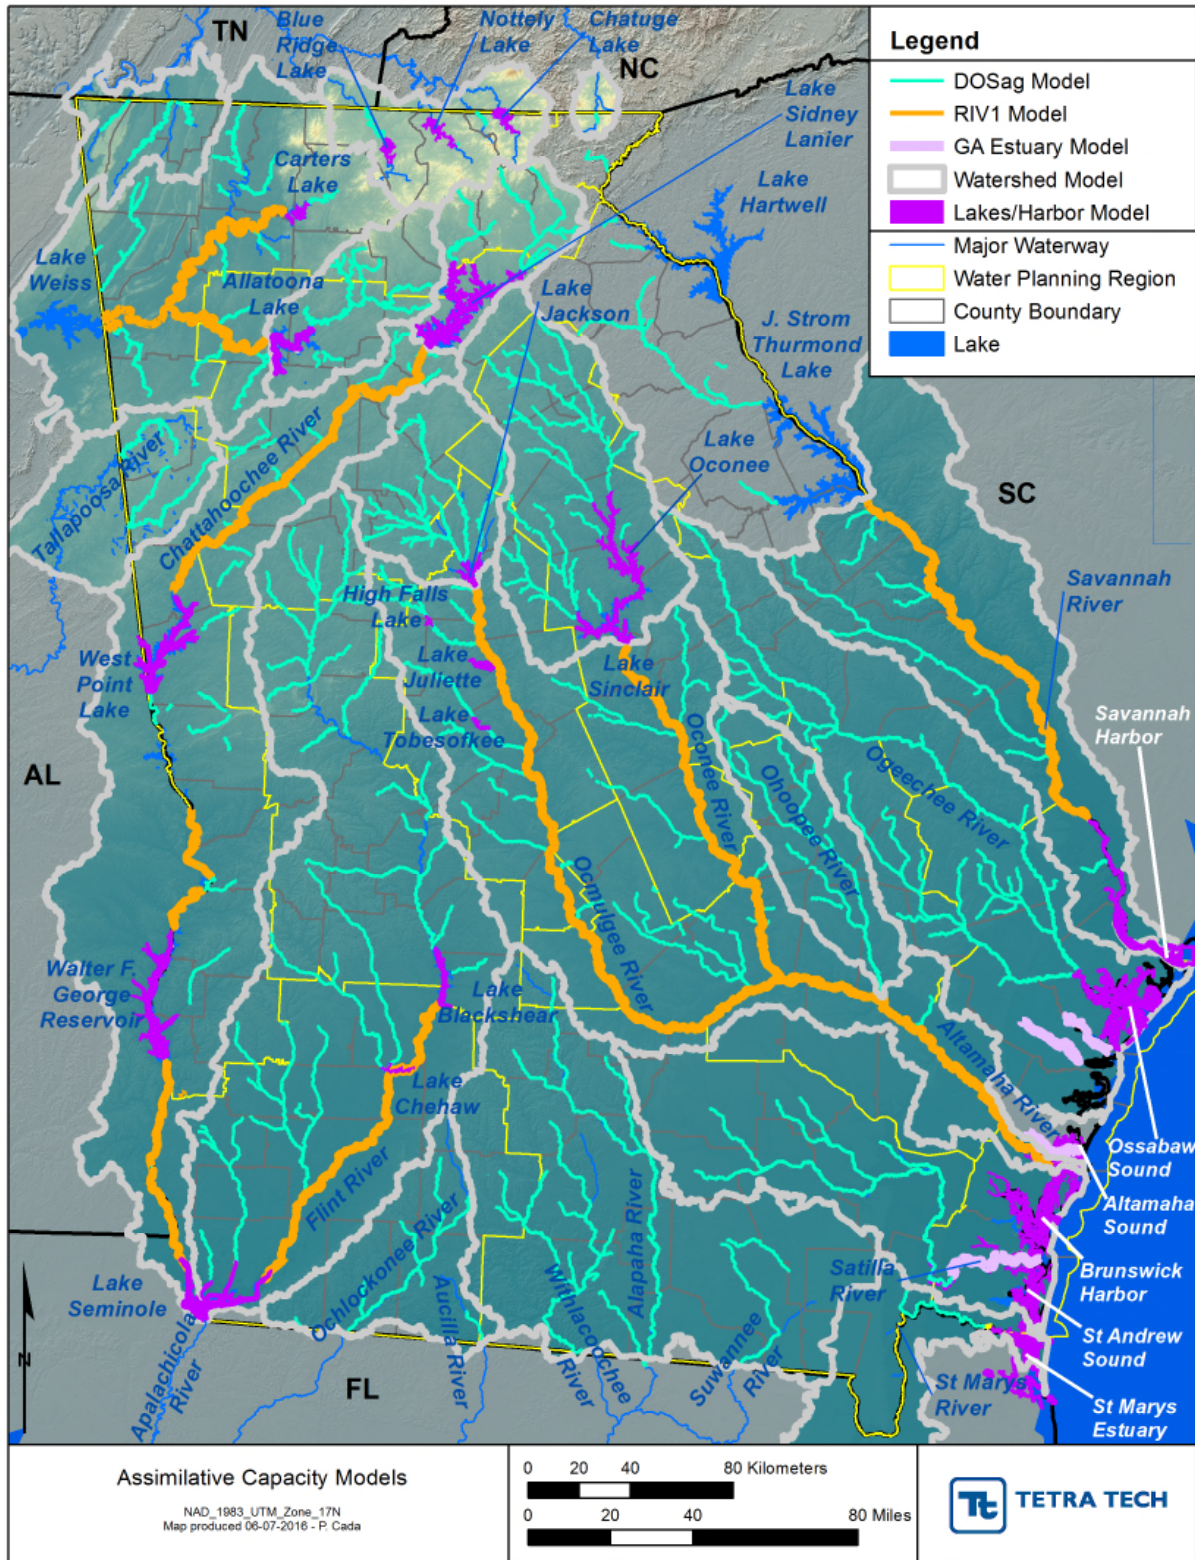 TN
Blue
Ridge
Lake
Nottely
Lake
Chatuge
Lake
NC
Lake
Sidney
Lanier
Legend
DOSag Model
RIV1 Model
GA Estuary Model
Watershed Model
Lakes/Harbor Model
Major Waterway
Water Planning Region
County Boundary
Lake
Carters
Lake
Lake
Hartwell
Lake
Weiss
Allatoona
Lake
Lake
Jackson
J. Strom
Thurmond
Lake
Lake
Oconee
SC
Tallapoosa River
Chattahoochee River
High Falls
Lake
Savannah
River
West
Point
Lake
Lake
Juliette
Lake
Sinclair
Lake
Tobesofkee
Savannah
Harbor
AL
Oconee River
Ohoopee River
Ogeechee River
Ocmulgee River
Walter F.
George
Reservoir
Lake
Blackshear
Altamaha River
Lake
Chehaw
Ossabaw
Sound
Altamaha
Sound
Flint River
Ochlockonee River
Aucilla River
Withlacoochee
River
Alapaha River
Suwannee
River
Satilla
River
Brunswick
Harbor
Lake
Seminole
St Andrew
Sound
Apalachicola
River
FL
St Marys
River
St Marys
Estuary
N
Assimilative Capacity Models
NAD_1983_UTM_Zone_17N
Map produced 06-07-2016 - P. Cada
0 20 40 80 Kilometers
0 20 40 80 Miles
Tt
TETRA TECH